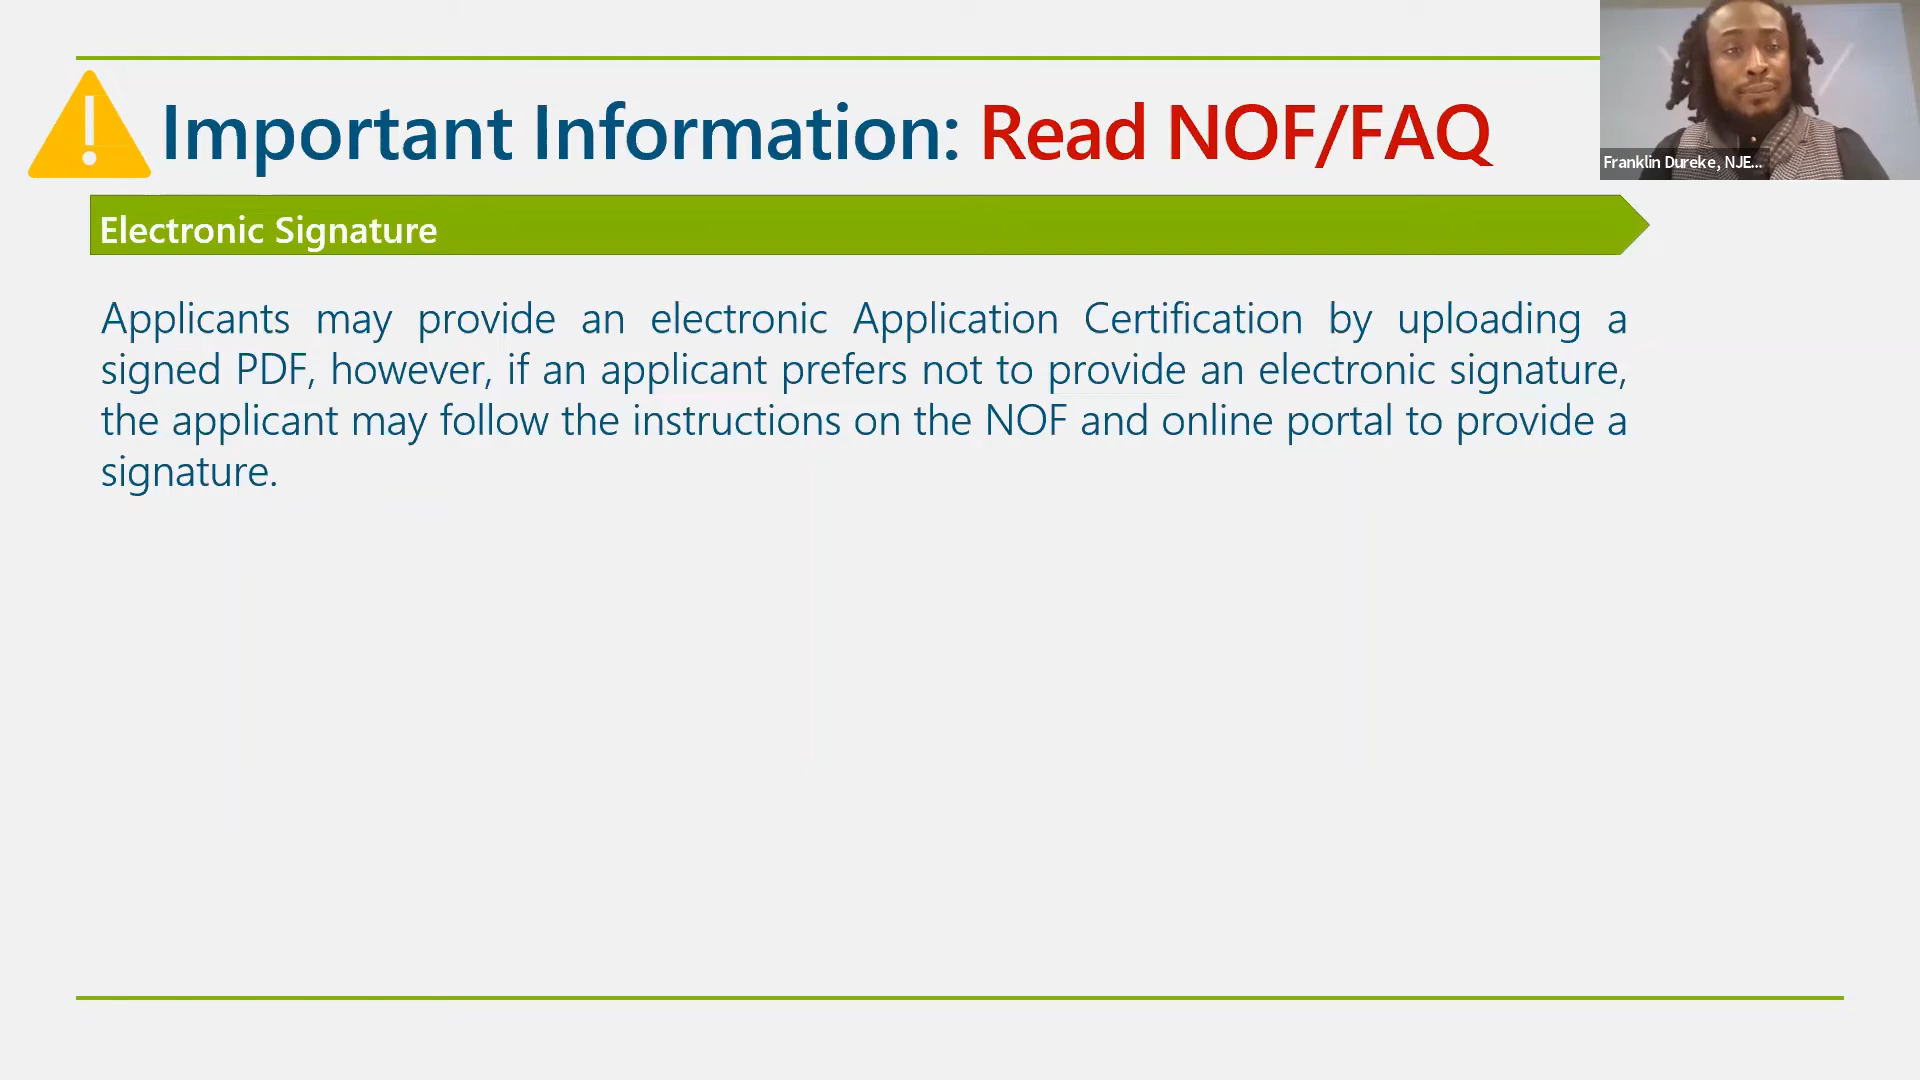 Important Information: Read NOF/FAQ
Franklin Dureke, NJE...
Electronic Signature
Applicants may provide an electronic Application Certification by uploading a
signed PDF, however, if an applicant prefers not to provide an electronic signature,
the applicant may follow the instructions on the NOF and online portal to provide a
signature.